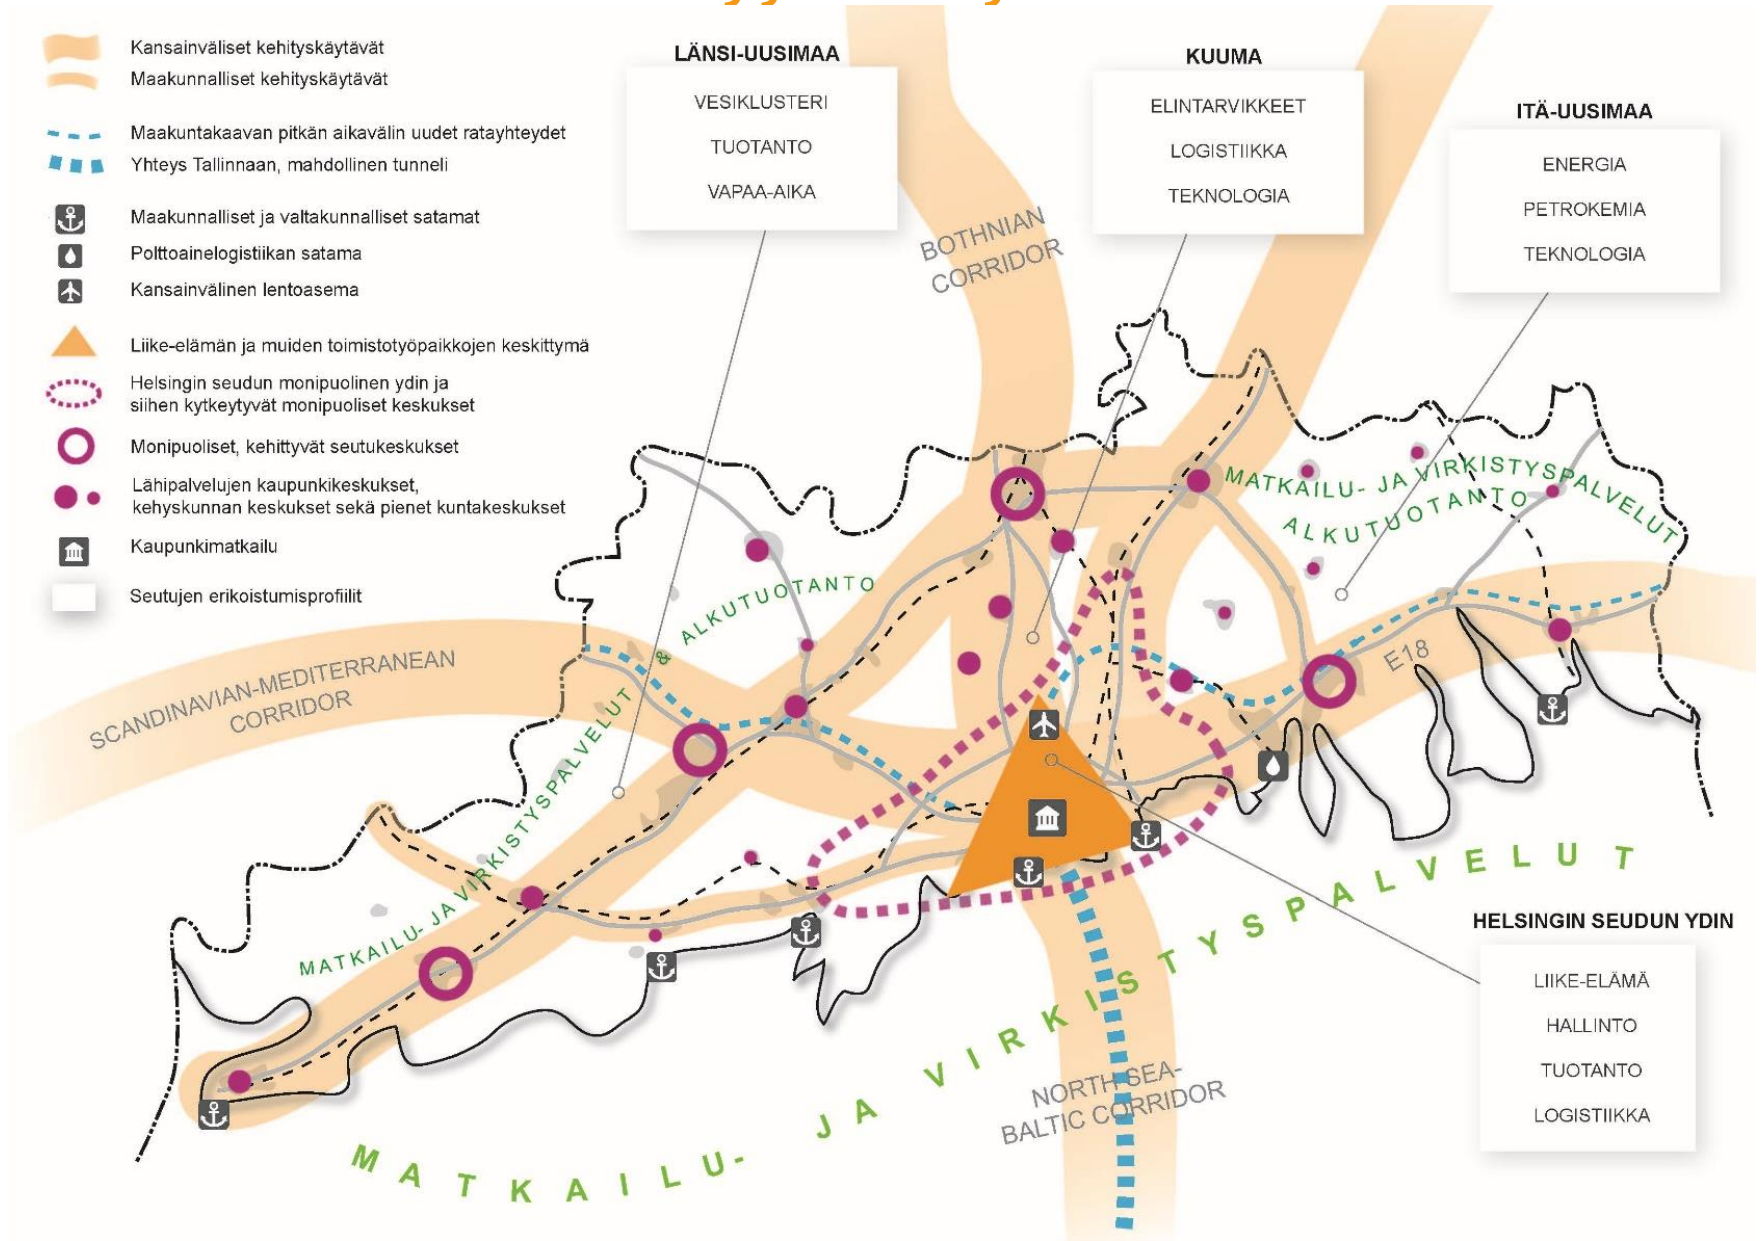 Kansainväliset kehityskäytävät
Maakunnalliset kehityskäytävät
Maakuntakaavan pitkän aikavälin uudet ratayhteydet
Yhteys Tallinnaan, mahdollinen tunneli
Maakunnalliset ja valtakunnalliset satamat
Polttoainelogistiikan satama
Kansainvälinen lentoasema
Liike-elämän ja muiden toimistotyöpaikkojen keskittymä
Helsingin seudun monipuolinen ydin ja
siihen kytkeytyvät monipuoliset keskukset
Monipuoliset, kehittyvät seutukeskukset
Lähipalvelujen kaupunkikeskukset,
kehyskunnan keskukset sekä pienet kuntakeskukset
Kaupunkimatkailu
Seutujen erikoistumisprofiilit
LÄNSI-UUSIMAA
VESIKLUSTERI
TUOTANTO
VAPAA-AIKA
KUUMA
ELINTARVIKKEET
LOGISTIIKKA
TEKNOLOGIA
ITÄ-UUSIMAA
ENERGIA
PETROKEMIA
TEKNOLOGIA
BOTHNIAN
CORRIDOR
MATKAILU- JA VIRKISTYSPALVELUT
ALKUTUOTANTO
MATKAILU- JA VIRKISTYSPALVELUT & ALKUTUOTANTO
SCANDINAVIAN-MEDITERRANEAN
CORRIDOR
E18
MATKAILU- JA VIRKISTYSPALVELUT
NORTH SEA-
BALTIC CORRIDOR
HELSINGIN SEUDUN YDIN
LIIKE-ELÄMÄ
HALLINTO
TUOTANTO
LOGISTIIKKA